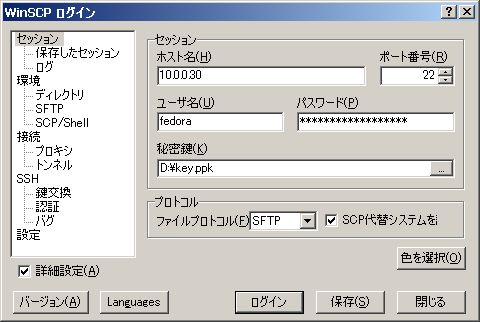 WinSCP ログイン
セッション
保存したセッション
ログ
環境
ディレクトリ
SFTP
SCP/Shell
接続
プロキシ
トンネル
SSH
鍵交換
認証
バグ
設定
詳細設定(A)
セッション
ホスト名(H)
ポート番号(R)
10.0.0.30
22
ユーザ名(U)
パスワード(P)
fedora
******************
秘密鍵(K)
D:¥key.ppk
...
プロトコル
ファイルプロトコル(F)
SFTP
SCP代替システムを
色を選択(O)
バージョン(A)
Languages
ログイン
保存(S)
閉じる